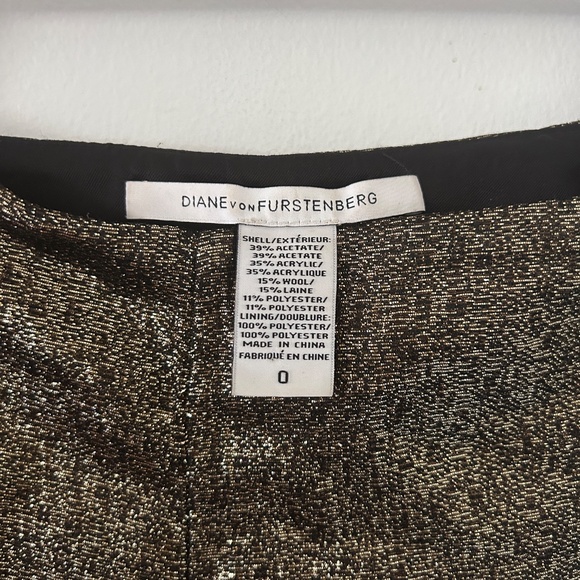 DIANE VON FURSTENBERG
SHELL/EXTÉRIEUR:
39% ACETATE/
39% ACETATE
35% ACRYLIC/
35% ACRYLIQUE
15% WOOL/
15% LAINE
11% POLYESTER/
11% POLYESTER
LINING/DOUBLURE:
100% POLYESTER/
100% POLYESTER
MADE IN CHINA
FABRIQUÉ EN CHINE
0